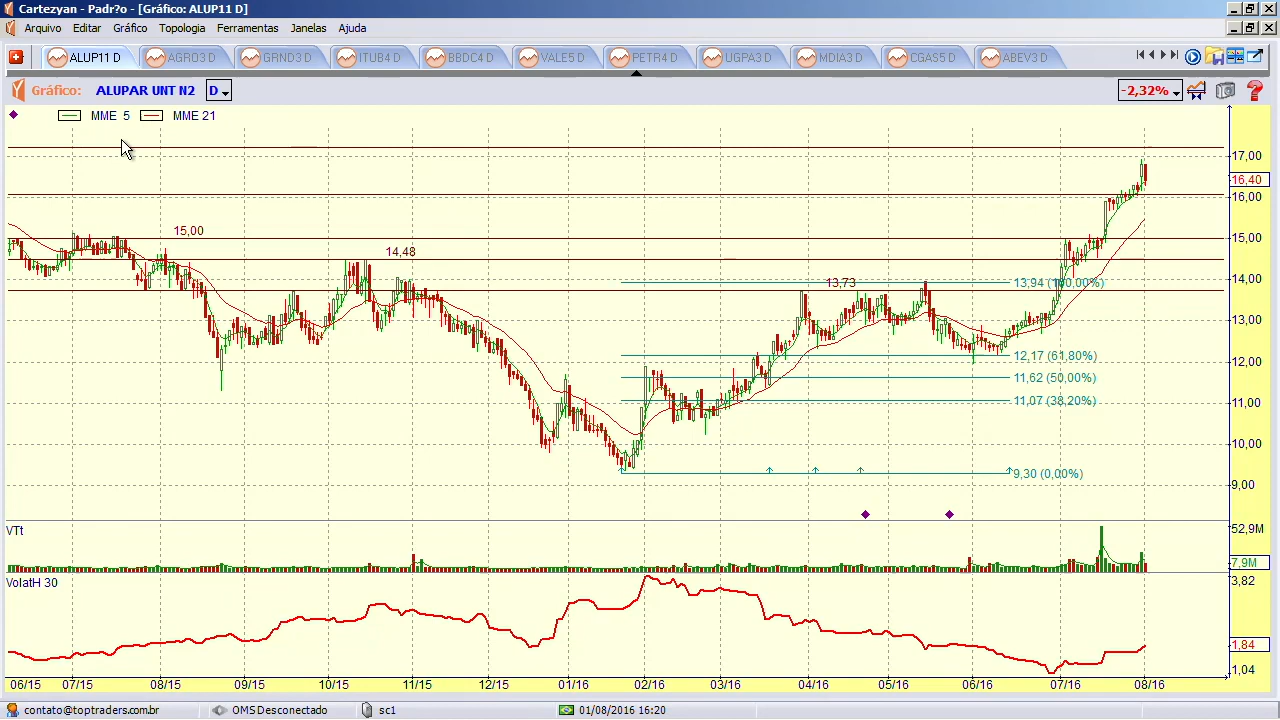 Cartezyan - Padr?o - [Gráfico: ALUP11 D]
Arquivo Editar Gráfico Topologia Ferramentas Janelas Ajuda
ALUP11 D AGRO3 D GRND3 D ITUB4 D BBDC4 D VALE5 D PETR4 D UGPA3 D MDIA3 D CGAS5 D ABEV3 D
Gráfico: ALUPAR UNT N2 D -2,32%
MME 5 MME 21
17,00
16,40
16,00
15,00
15,00
14,48
14,00
13,73
13,94 (100,00%)
13,00
12,17 (61,80%)
12,00
11,62 (50,00%)
11,07 (38,20%)
11,00
10,00
9,30 (0,00%)
9,00
VTt
52,9M
7,9M
VolatH 30
3,82
1,84
1,04
06/15 07/15 08/15 09/15 10/15 11/15 12/15 01/16 02/16 03/16 04/16 05/16 06/16 07/16 08/16
contato@toptraders.com.br OMS Desconectado sc1 01/08/2016 16:20